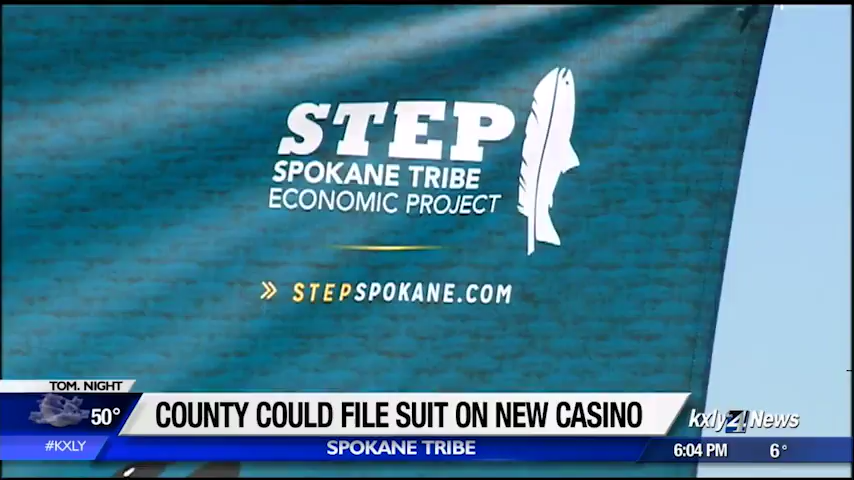 STEP
SPOKANE TRIBE
ECONOMIC PROJECT
» STEPSPOKANE.COM
TOM. NIGHT
50°
COUNTY COULD FILE SUIT ON NEW CASINO
kxly4 News
#KXLY
SPOKANE TRIBE
6:04 PM
6°